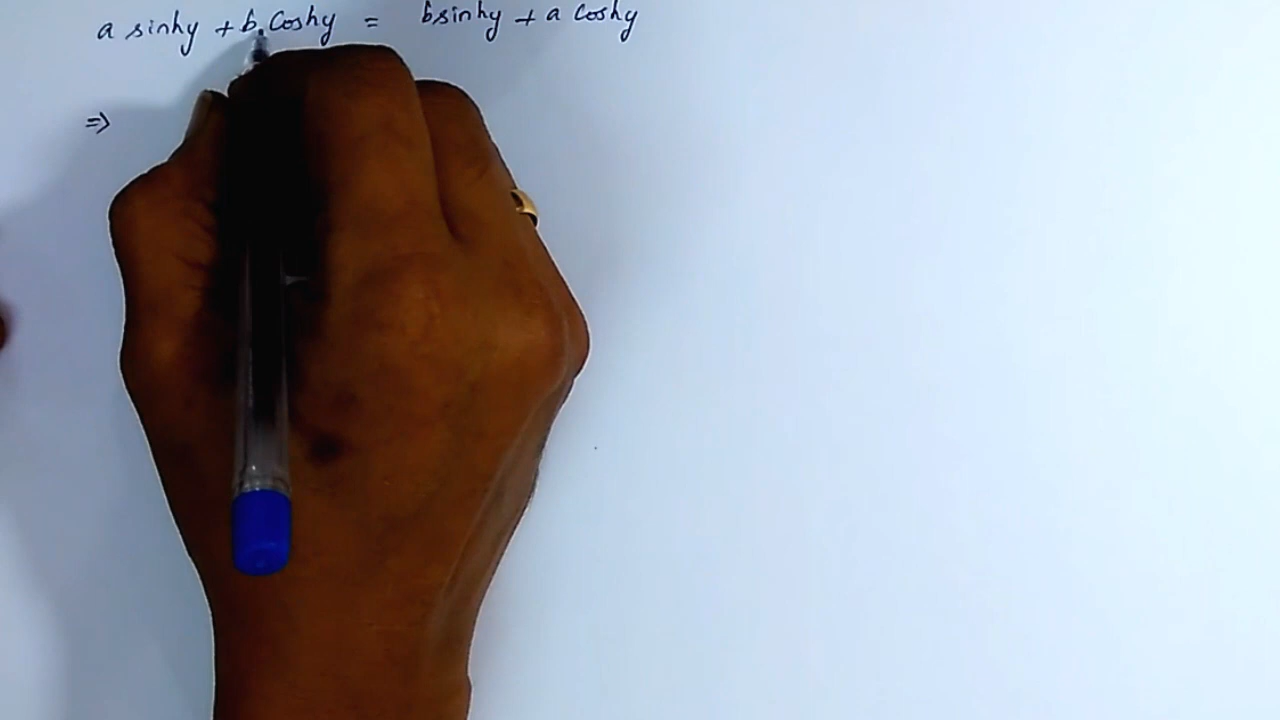 a sinhy + b. Coshy = bsinhy + a coshy
⇒